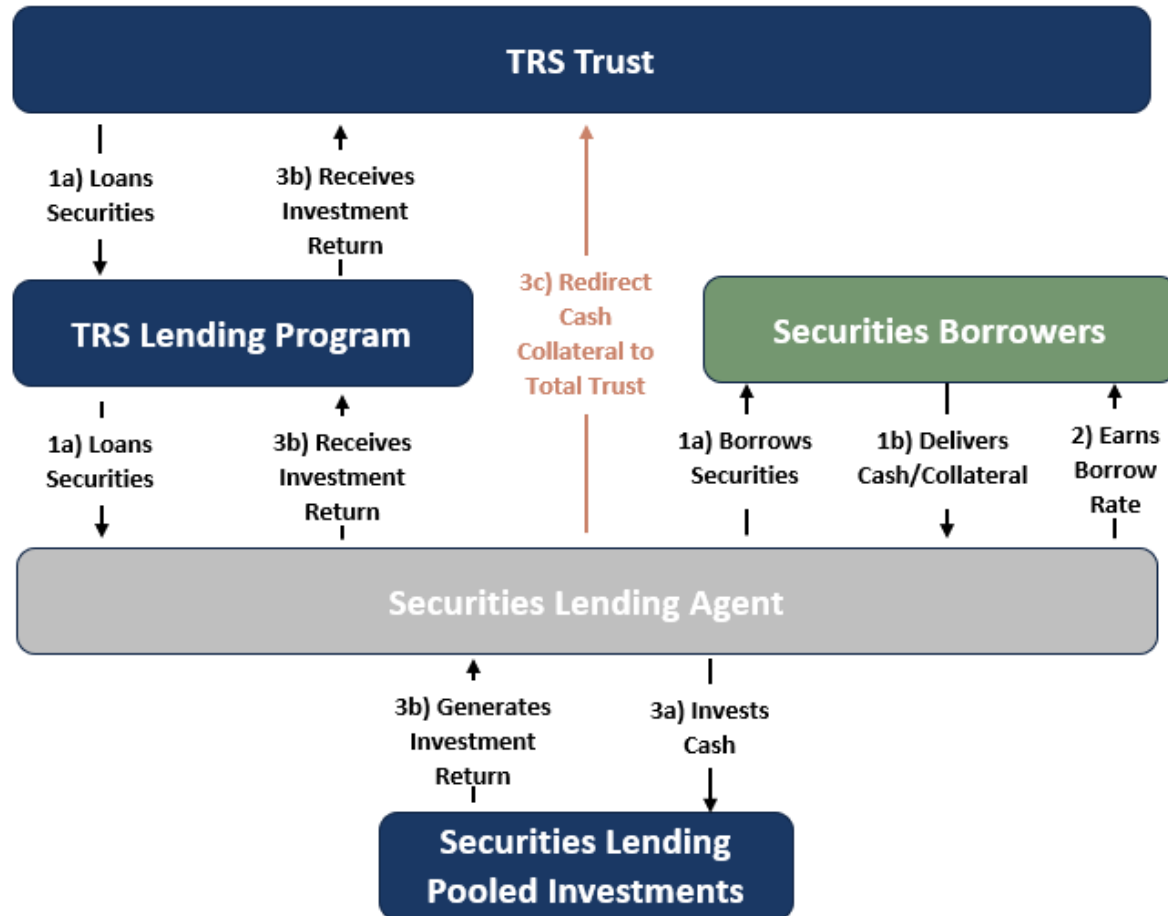 TRS Trust
1a) Loans
Securities
3b) Receives
Investment
Return
3c) Redirect
Cash
Collateral to
Total Trust
TRS Lending Program
Securities Borrowers
1a) Loans
Securities
3b) Receives
Investment
Return
1a) Borrows
Securities
1b) Delivers
Cash/Collateral
2) Earns
Borrow
Rate
Securities Lending Agent
3b) Generates
Investment
Return
3a) Invests
Cash
Securities Lending
Pooled Investments